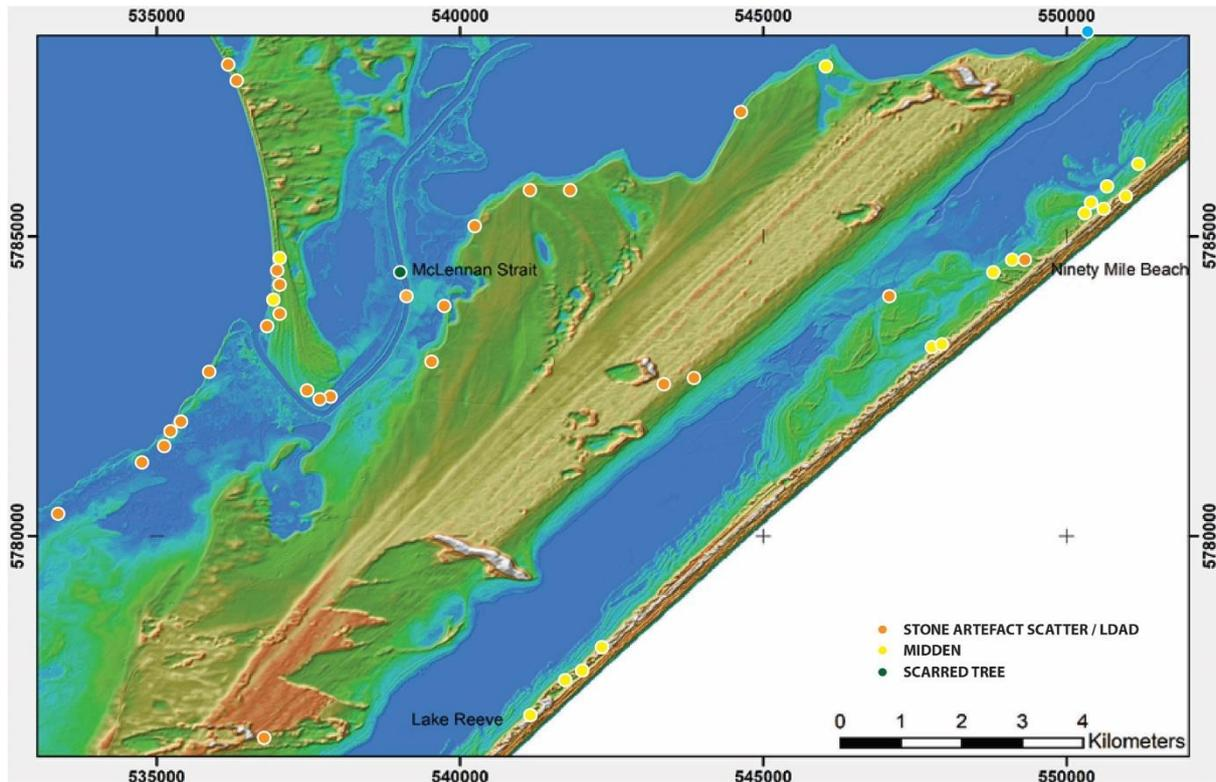 535000 540000 545000 550000
5785000 5785000
McLennan Strait
Ninety Mile Beach
5780000 5780000
STONE ARTEFACT SCATTER / LDAD
MIDDEN
SCARRED TREE
Lake Reeve
0 1 2 3 4
Kilometers
535000 540000 545000 550000